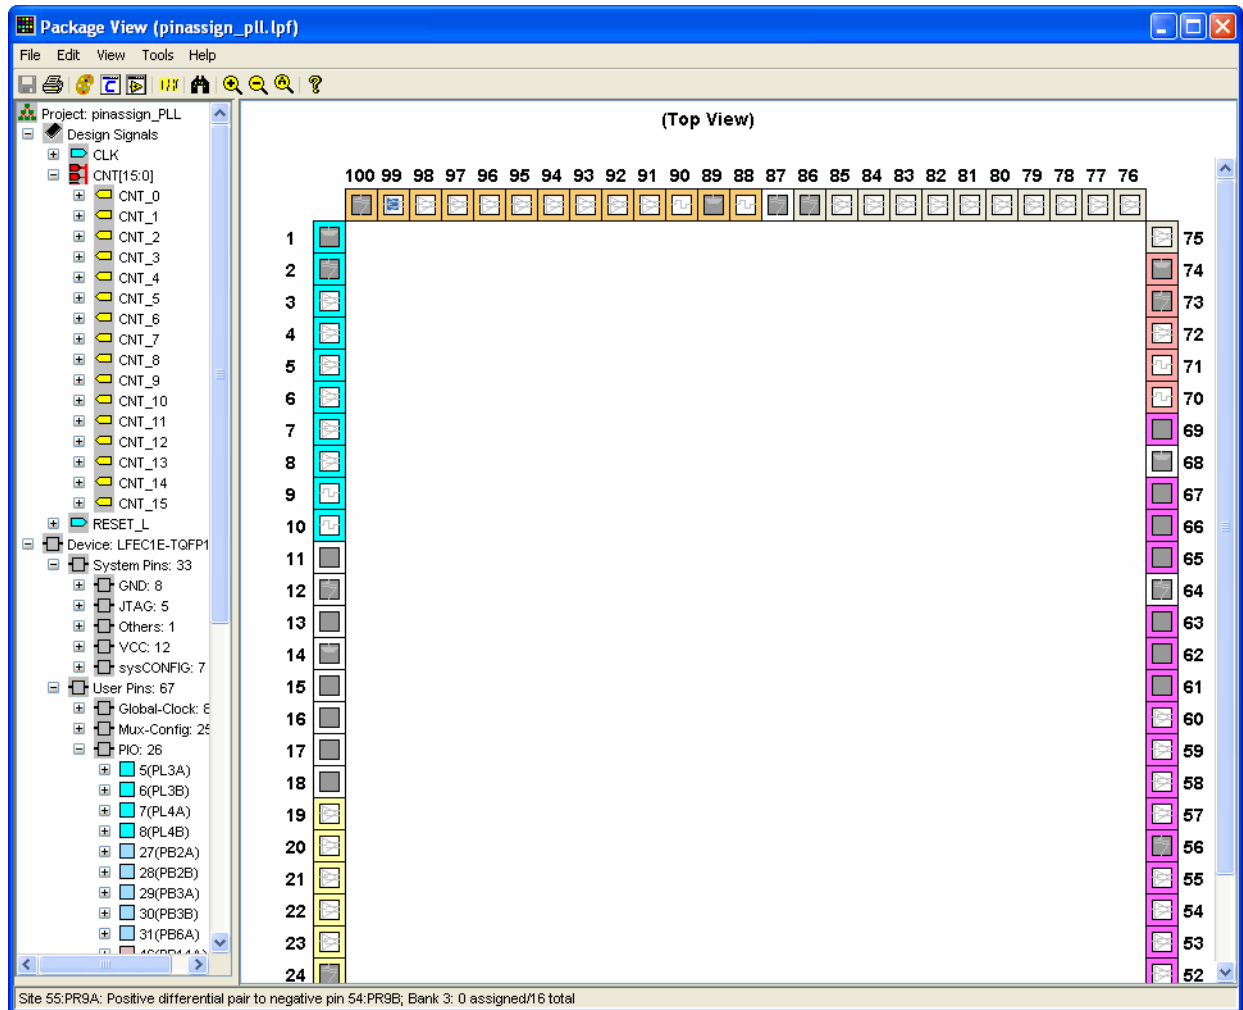 Package View (pinassign_pll.lpf)
File Edit View Tools Help
Project: pinassign_PLL
Design Signals
CLK
CNT[15:0]
CNT_0
CNT_1
CNT_2
CNT_3
CNT_4
CNT_5
CNT_6
CNT_7
CNT_8
CNT_9
CNT_10
CNT_11
CNT_12
CNT_13
CNT_14
CNT_15
RESET_L
Device: LFEC1E-TQFP1
System Pins: 33
GND: 8
JTAG: 5
Others: 1
VCC: 12
sysCONFIG: 7
User Pins: 67
Global-Clock: 8
Mux-Config: 25
PIO: 26
5(PL3A)
6(PL3B)
7(PL4A)
8(PL4B)
27(PB2A)
28(PB2B)
29(PB3A)
30(PB3B)
31(PB6A)
(Top View)
100 99 98 97 96 95 94 93 92 91 90 89 88 87 86 85 84 83 82 81 80 79 78 77 76
1 75
2 74
3 73
4 72
5 71
6 70
7 69
8 68
9 67
10 66
11 65
12 64
13 63
14 62
15 61
16 60
17 59
18 58
19 57
20 56
21 55
22 54
23 53
24 52
Site 55:PR9A: Positive differential pair to negative pin 54:PR9B; Bank 3: 0 assigned/16 total